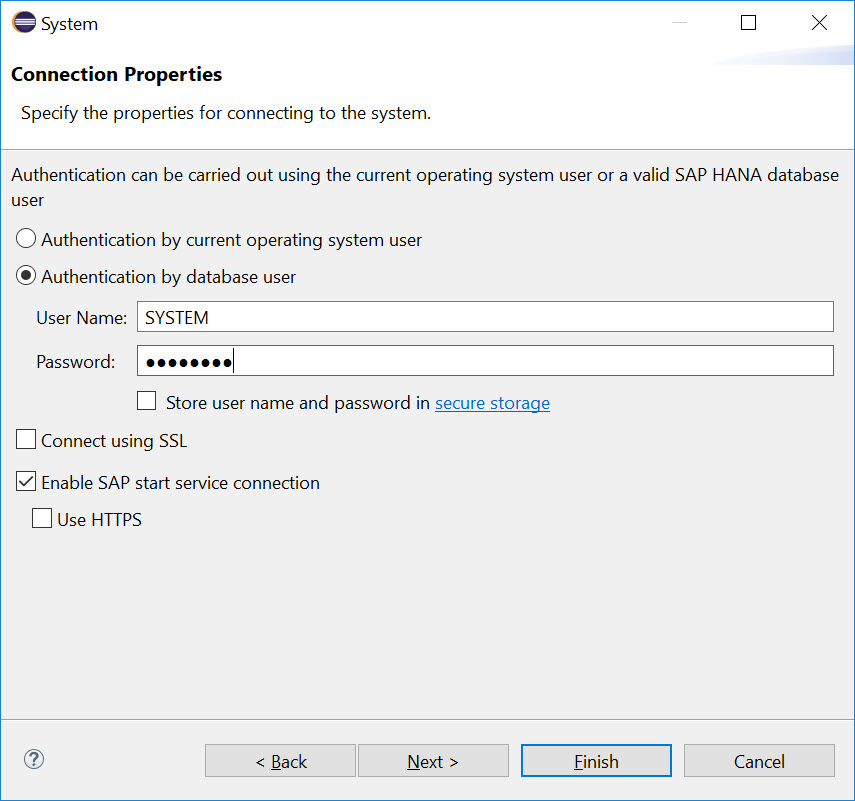 System
Connection Properties
Specify the properties for connecting to the system.
Authentication can be carried out using the current operating system user or a valid SAP HANA database
user
Authentication by current operating system user
Authentication by database user
User Name: SYSTEM
Password: ●●●●●●●●
Store user name and password in secure storage
Connect using SSL
Enable SAP start service connection
Use HTTPS
? < Back Next > Finish Cancel